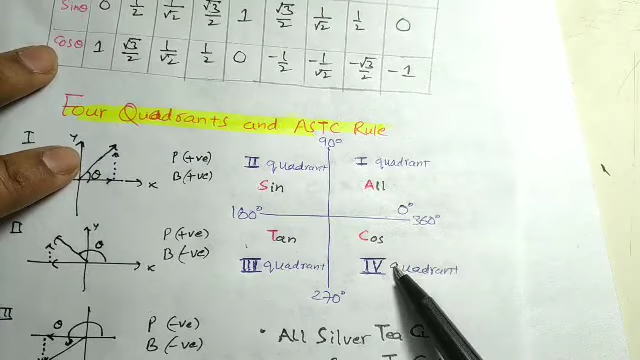 Sinθ 0 1/2 1/√2 √3/2 1 √3/2 1/√2 1/2 0
Cosθ 1 √3/2 1/√2 1/2 0 -1/2 -1/√2 -√3/2 -1
Four Quadrants and ASTC Rule
I
Y
θ
X
P (+ve)
B (+ve)
90°
II quadrant
I quadrant
Sin
All
180°
0°
360°
II
Y
θ
X
P (+ve)
B (-ve)
Tan
Cos
III quadrant
IV quadrant
270°
θ
P (-ve)
B (-ve)
• All Silver Tea